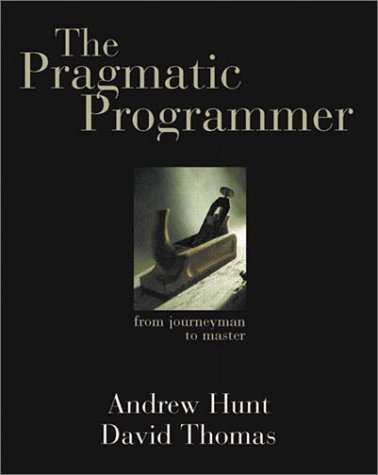 The
Pragmatic
Programmer
from journeyman
to master
Andrew Hunt
David Thomas